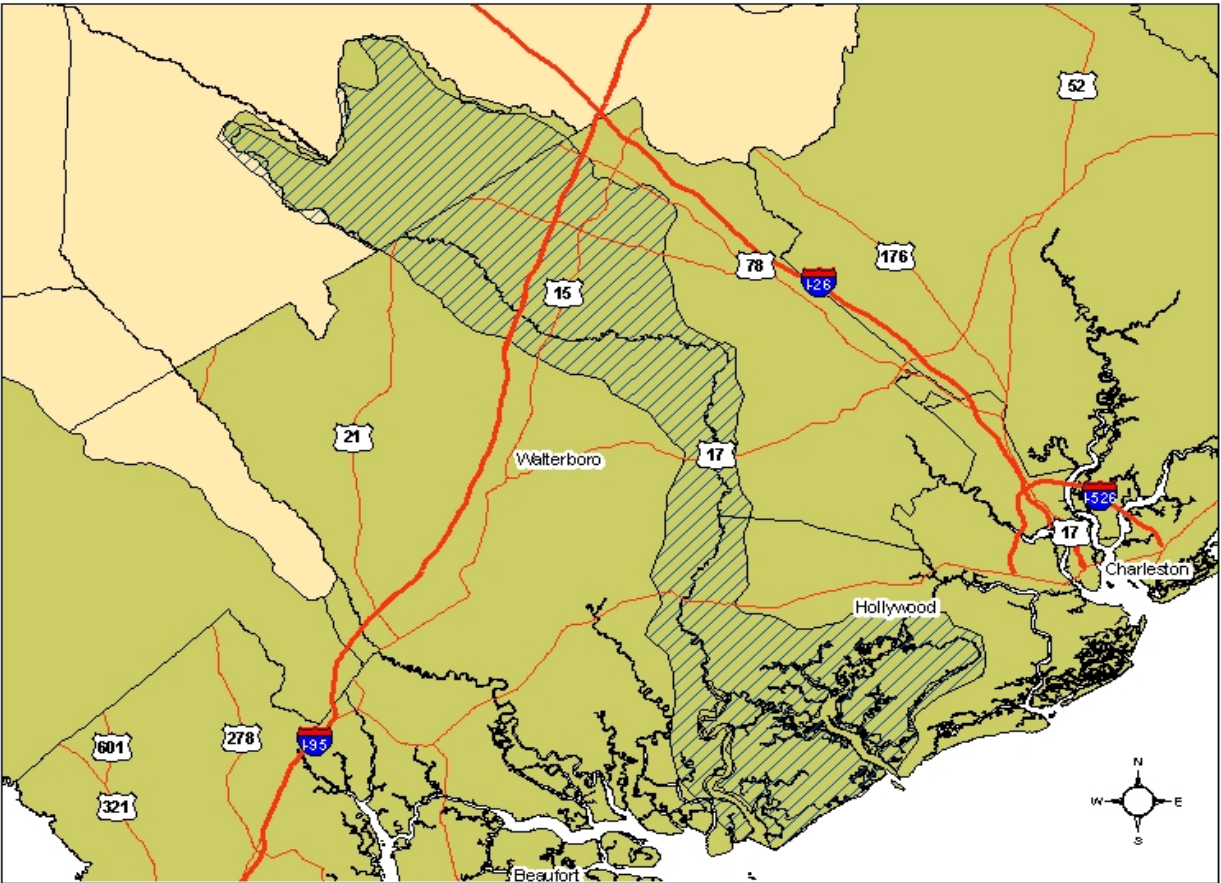 52
176
78
I-26
15
21
Walterboro
17
I-526
17
Charleston
Hollywood
601
278
I-95
321
Beaufort
N
W
E
S